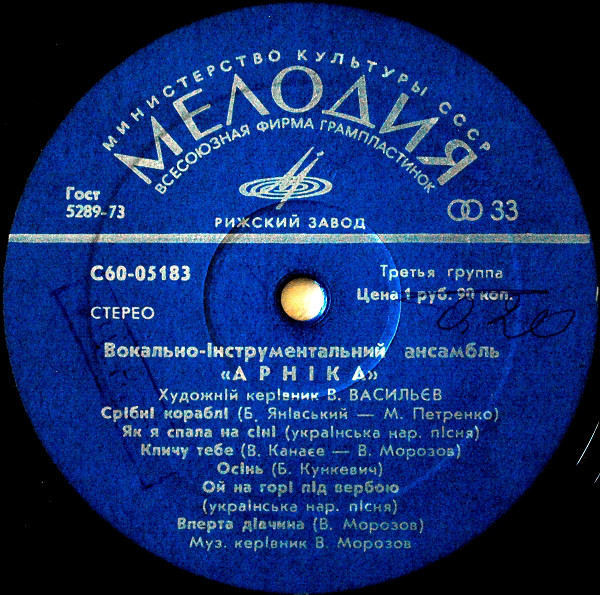 МИНИСТЕРСТВО КУЛЬТУРЫ СССР
МЕЛОДИЯ
ВСЕСОЮЗНАЯ ФИРМА ГРАМПЛАСТИНОК
Гост
5289-73
РИЖСКИЙ ЗАВОД
33
С60-05183
Третья группа
Цена 1 руб. 90 коп.
СТЕРЕО
Вокально-Інструментальний ансамбль
«АРНІКА»
Художній керівник В. ВАСИЛЬЄВ
Срібні кораблі (Б. Янівський — М. Петренко)
Як я спала на сіні (українська нар. пісня)
Кличу тебе (В. Канаєв — В. Морозов)
Осінь (Б. Кункевич)
Ой на горі під вербою
(українська нар. пісня)
Вперта дівчина (В. Морозов)
Муз. керівник В. Морозов